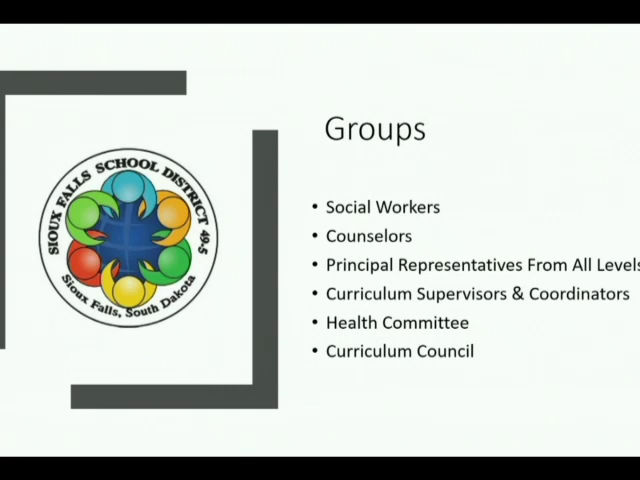 SIOUX FALLS SCHOOL DISTRICT 49-5
Sioux Falls, South Dakota
Groups
• Social Workers
• Counselors
• Principal Representatives From All Levels
• Curriculum Supervisors & Coordinators
• Health Committee
• Curriculum Council